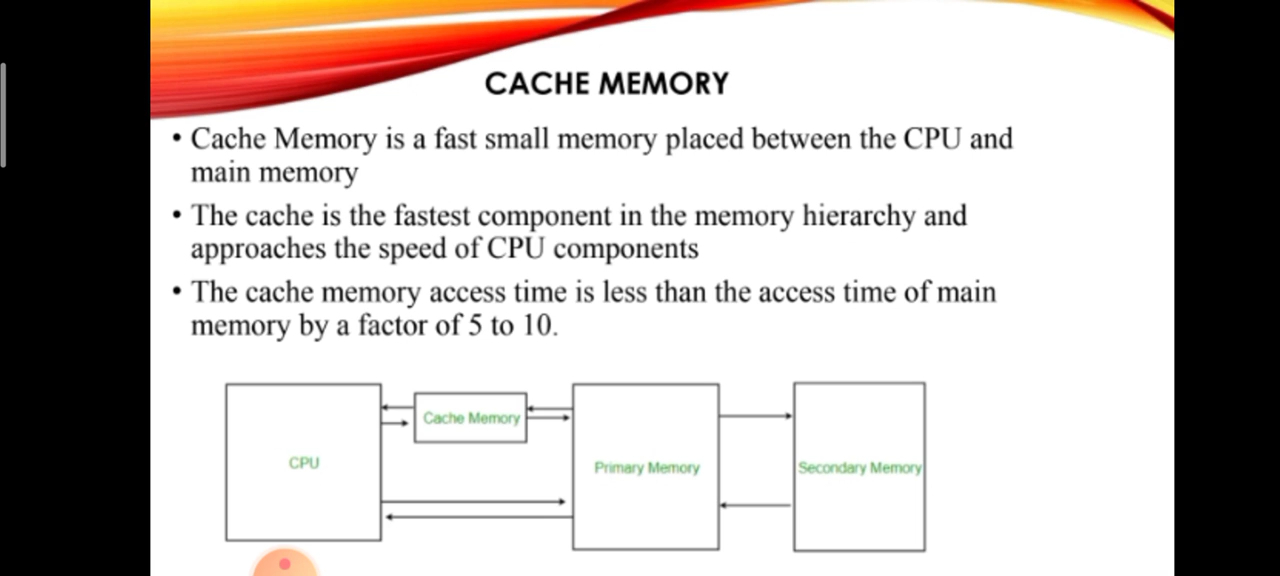 CACHE MEMORY
• Cache Memory is a fast small memory placed between the CPU and
main memory
• The cache is the fastest component in the memory hierarchy and
approaches the speed of CPU components
• The cache memory access time is less than the access time of main
memory by a factor of 5 to 10.
CPU
Cache Memory
Primary Memory
Secondary Memory